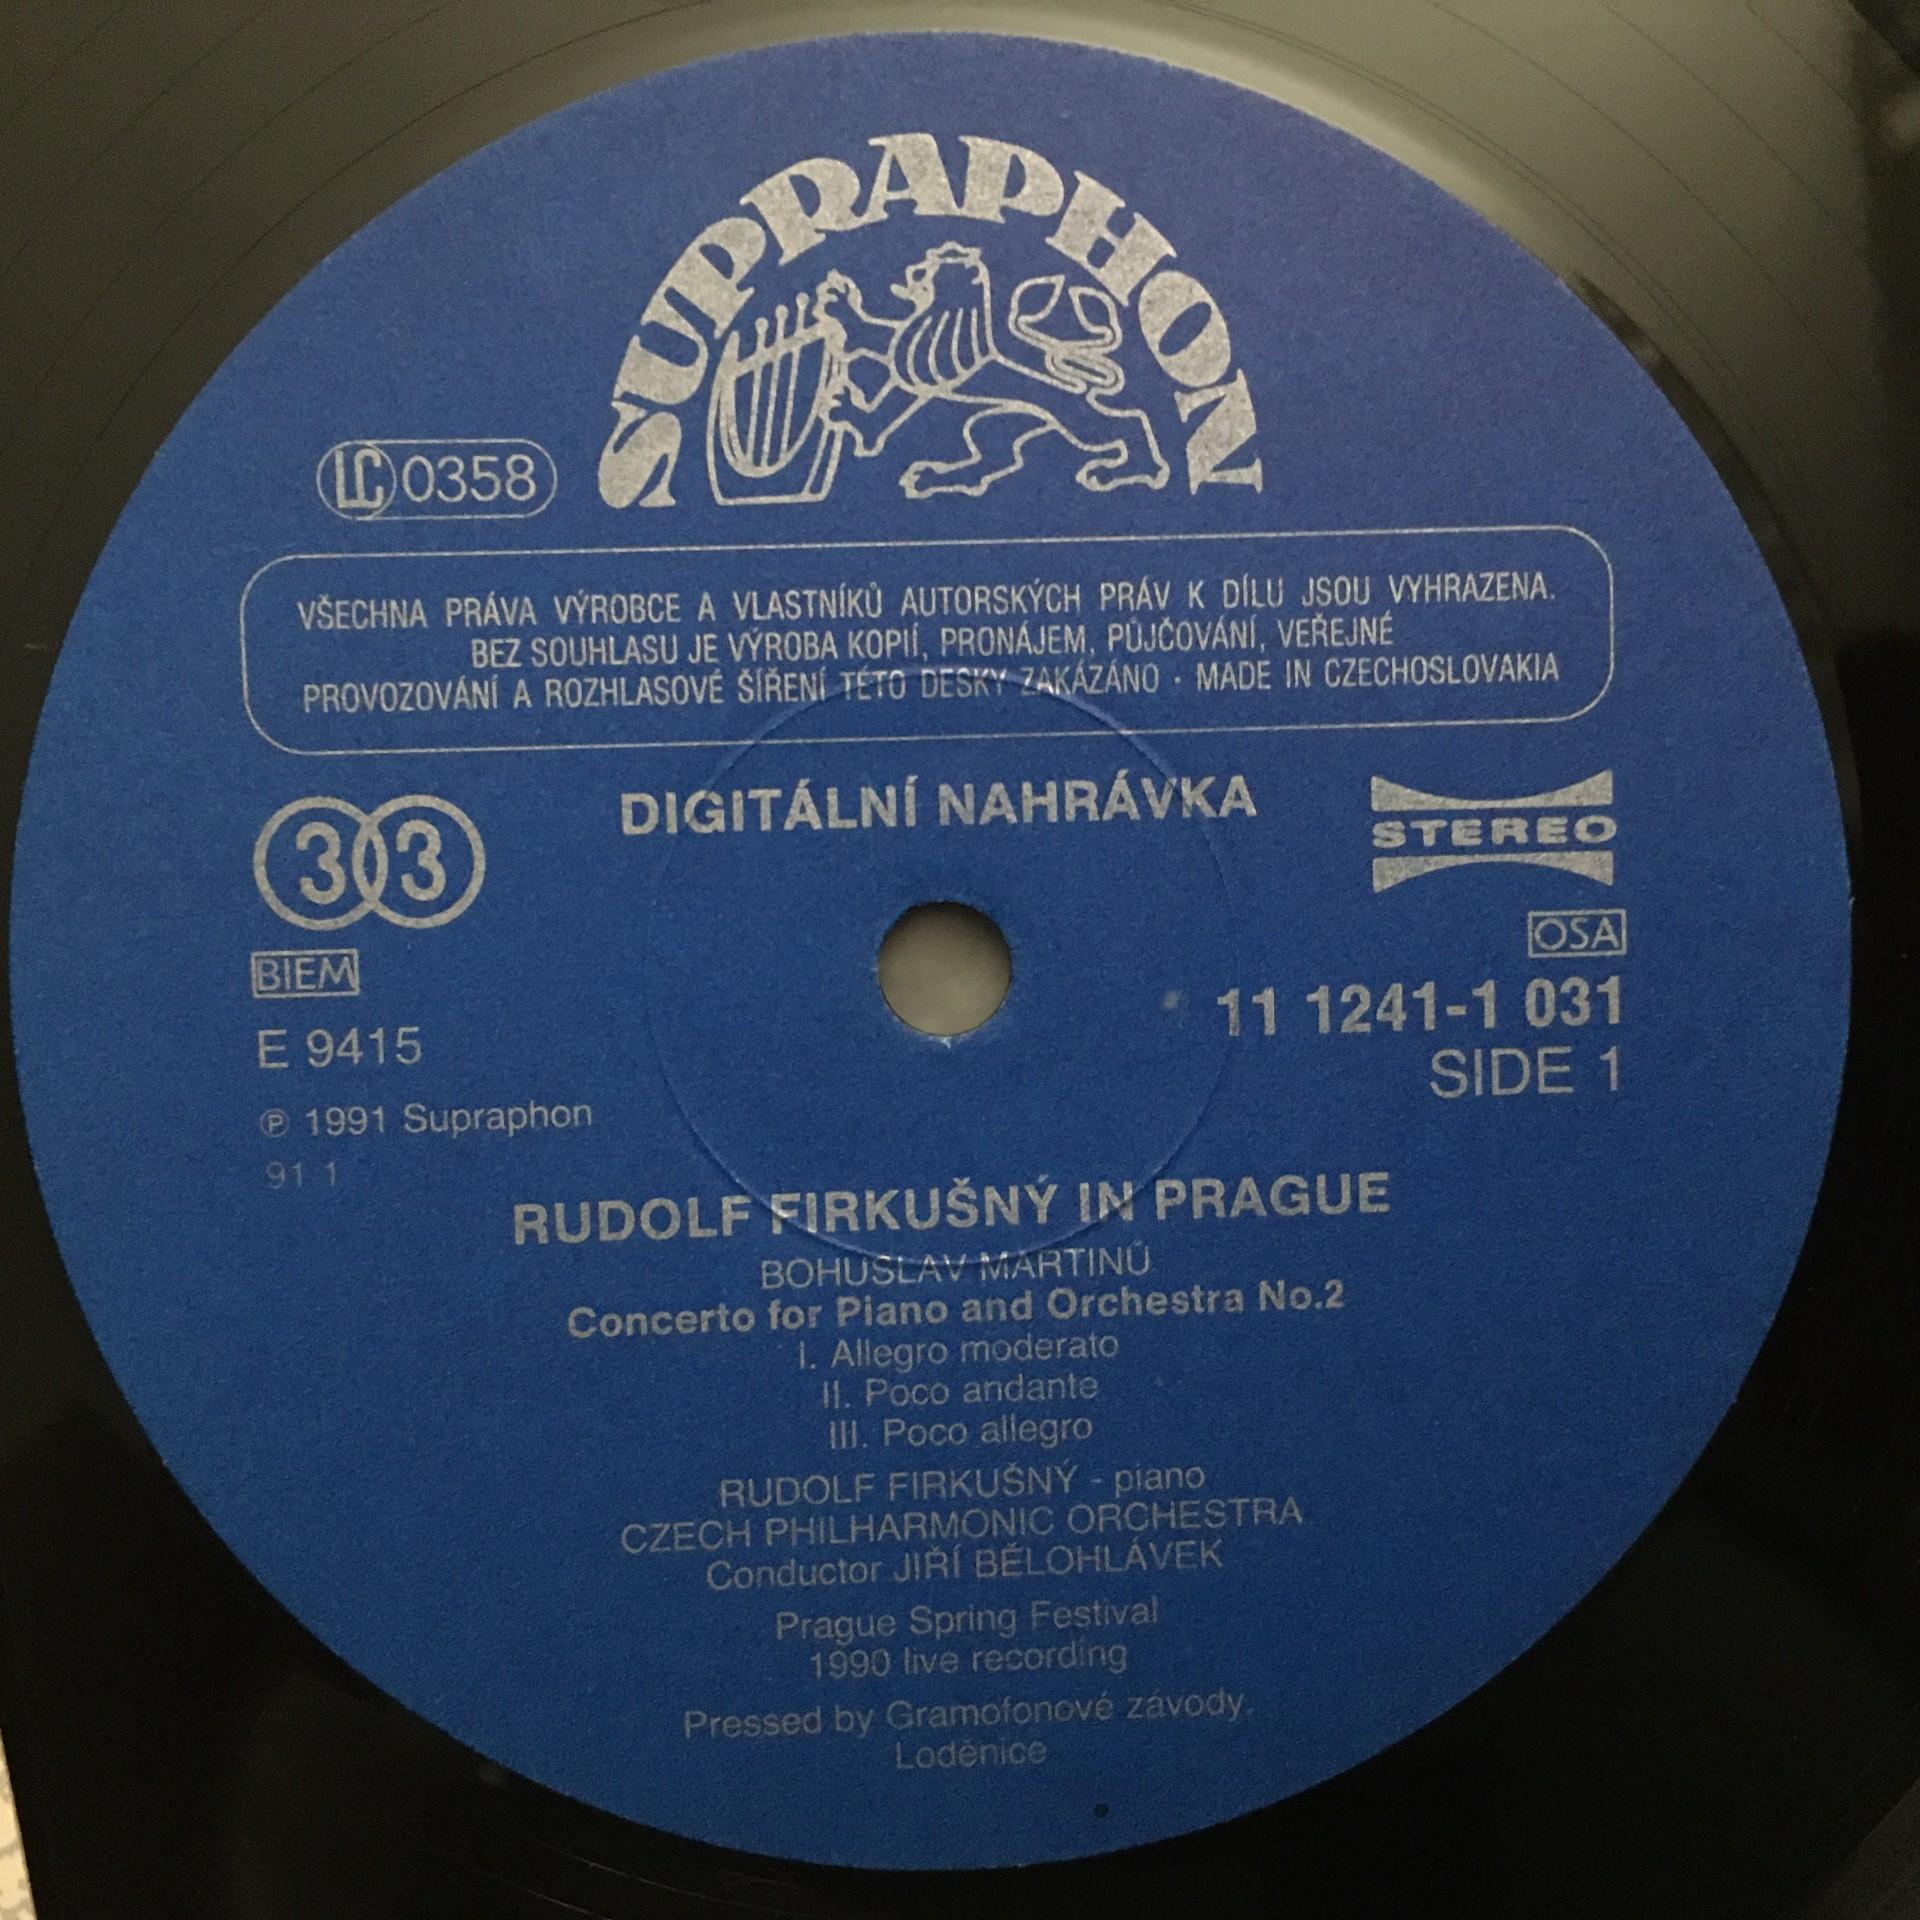 SUPRAPHON
LC 0358
VŠECHNA PRÁVA VÝROBCE A VLASTNÍKŮ AUTORSKÝCH PRÁV K DÍLU JSOU VYHRAZENA.
BEZ SOUHLASU JE VÝROBA KOPIÍ, PRONÁJEM, PŮJČOVÁNÍ, VEŘEJNÉ
PROVOZOVÁNÍ A ROZHLASOVÉ ŠÍŘENÍ TÉTO DESKY ZAKÁZÁNO · MADE IN CZECHOSLOVAKIA
DIGITÁLNÍ NAHRÁVKA
33
STEREO
BIEM
OSA
E 9415
11 1241-1 031
SIDE 1
℗ 1991 Supraphon
91 1
RUDOLF FIRKUŠNÝ IN PRAGUE
BOHUSLAV MARTINŮ
Concerto for Piano and Orchestra No.2
I. Allegro moderato
II. Poco andante
III. Poco allegro
RUDOLF FIRKUŠNÝ - piano
CZECH PHILHARMONIC ORCHESTRA
Conductor JIŘÍ BĚLOHLÁVEK
Prague Spring Festival
1990 live recording
Pressed by Gramofonové závody,
Loděnice